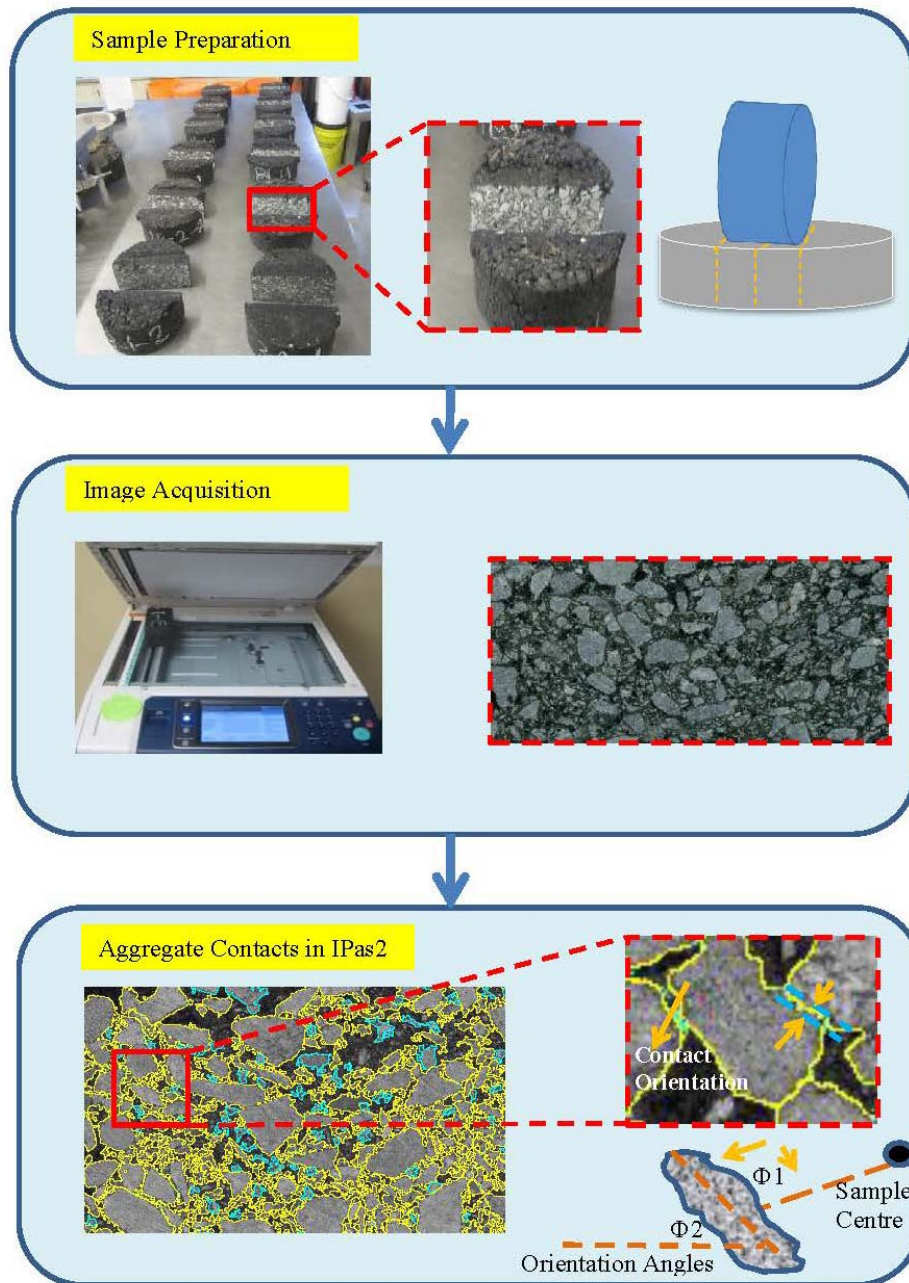 Sample Preparation
Image Acquisition
Aggregate Contacts in IPas2
Contact
Orientation
Φ1
Sample
Centre
Φ2
Orientation Angles